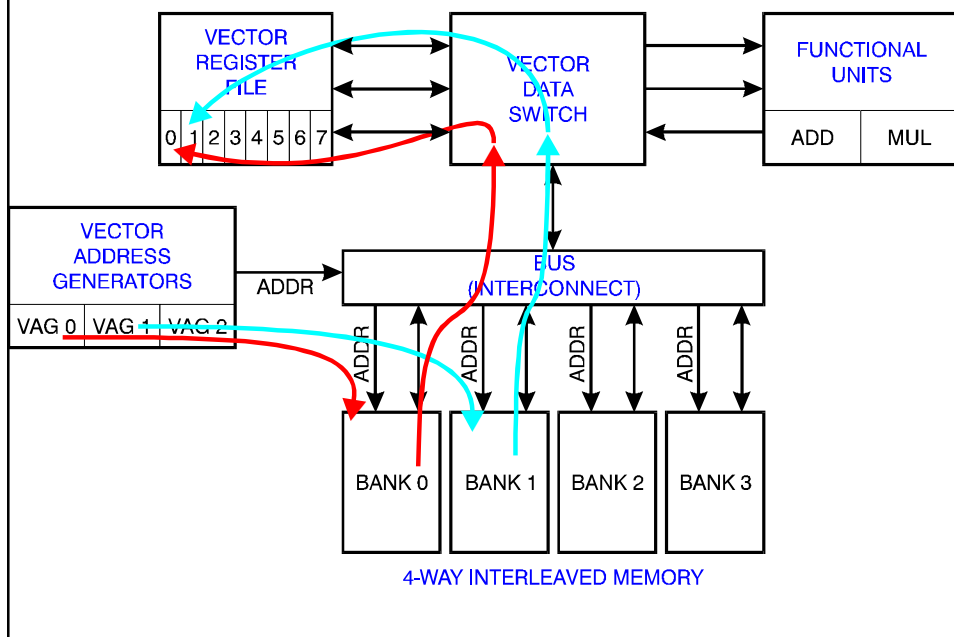 VECTOR
REGISTER
FILE
0 1 2 3 4 5 6 7
VECTOR
DATA
SWITCH
FUNCTIONAL
UNITS
ADD MUL
VECTOR
ADDRESS
GENERATORS
VAG 0 VAG 1 VAG 2
ADDR
BUS
(INTERCONNECT)
ADDR ADDR ADDR ADDR
BANK 0 BANK 1 BANK 2 BANK 3
4-WAY INTERLEAVED MEMORY